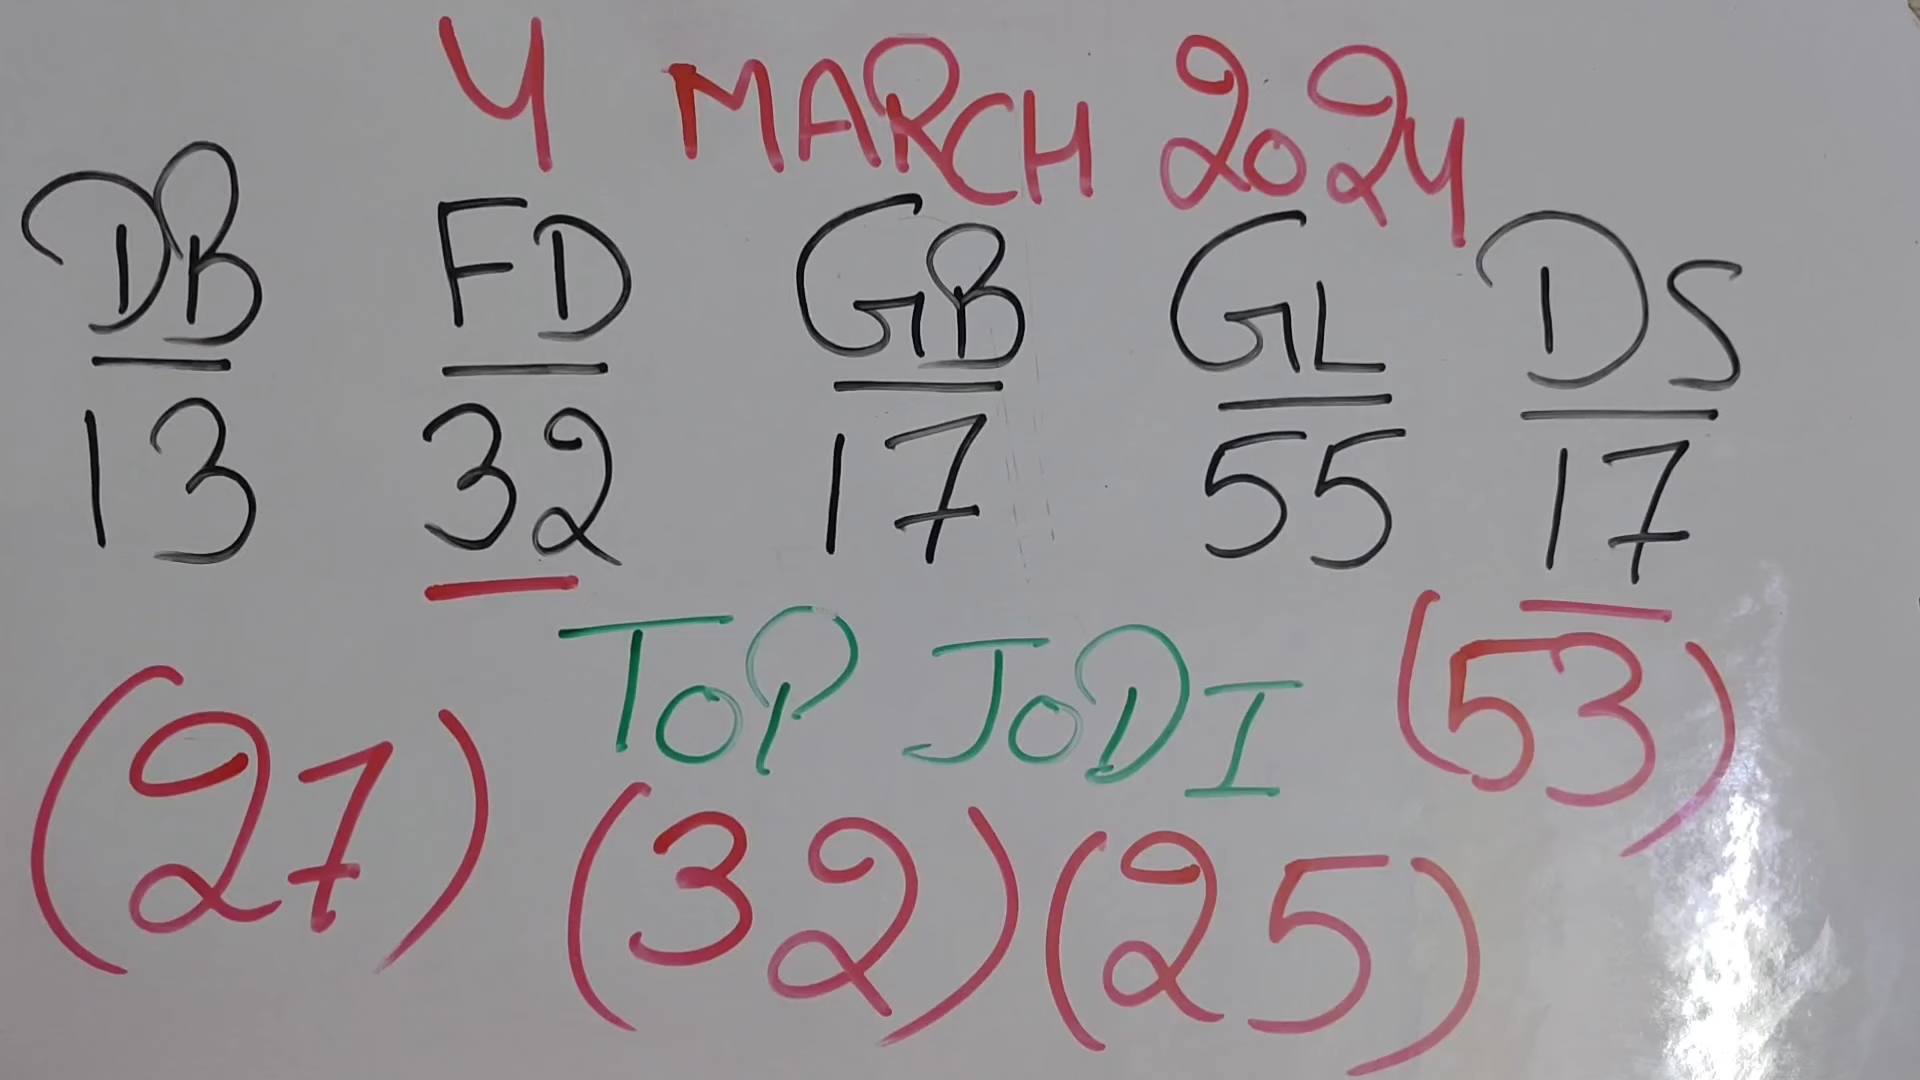 4 MARCH 2024
DB FD GB GL DS
13 32 17 55 17
TOP JODI (53)
(27) (32) (25)